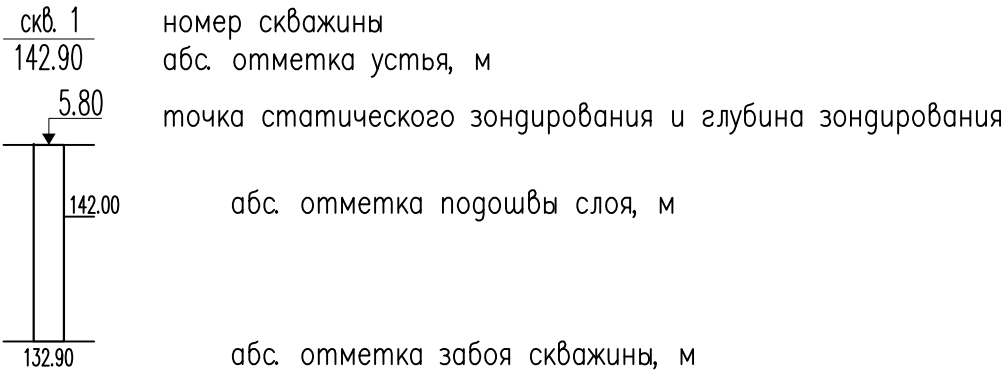 скв. 1 номер скважины
142.90 абс. отметка устья, м
5.80 точка статического зондирования и глубина зондирования
142.00 абс. отметка подошвы слоя, м
132.90 абс. отметка забоя скважины, м